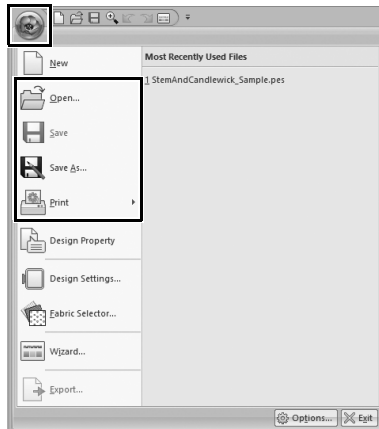 New
Most Recently Used Files
1 StemAndCandlewick_Sample.pes
Open...
Save
Save As...
Print
Design Property
Design Settings...
Fabric Selector...
Wizard...
Export...
Options...
Exit